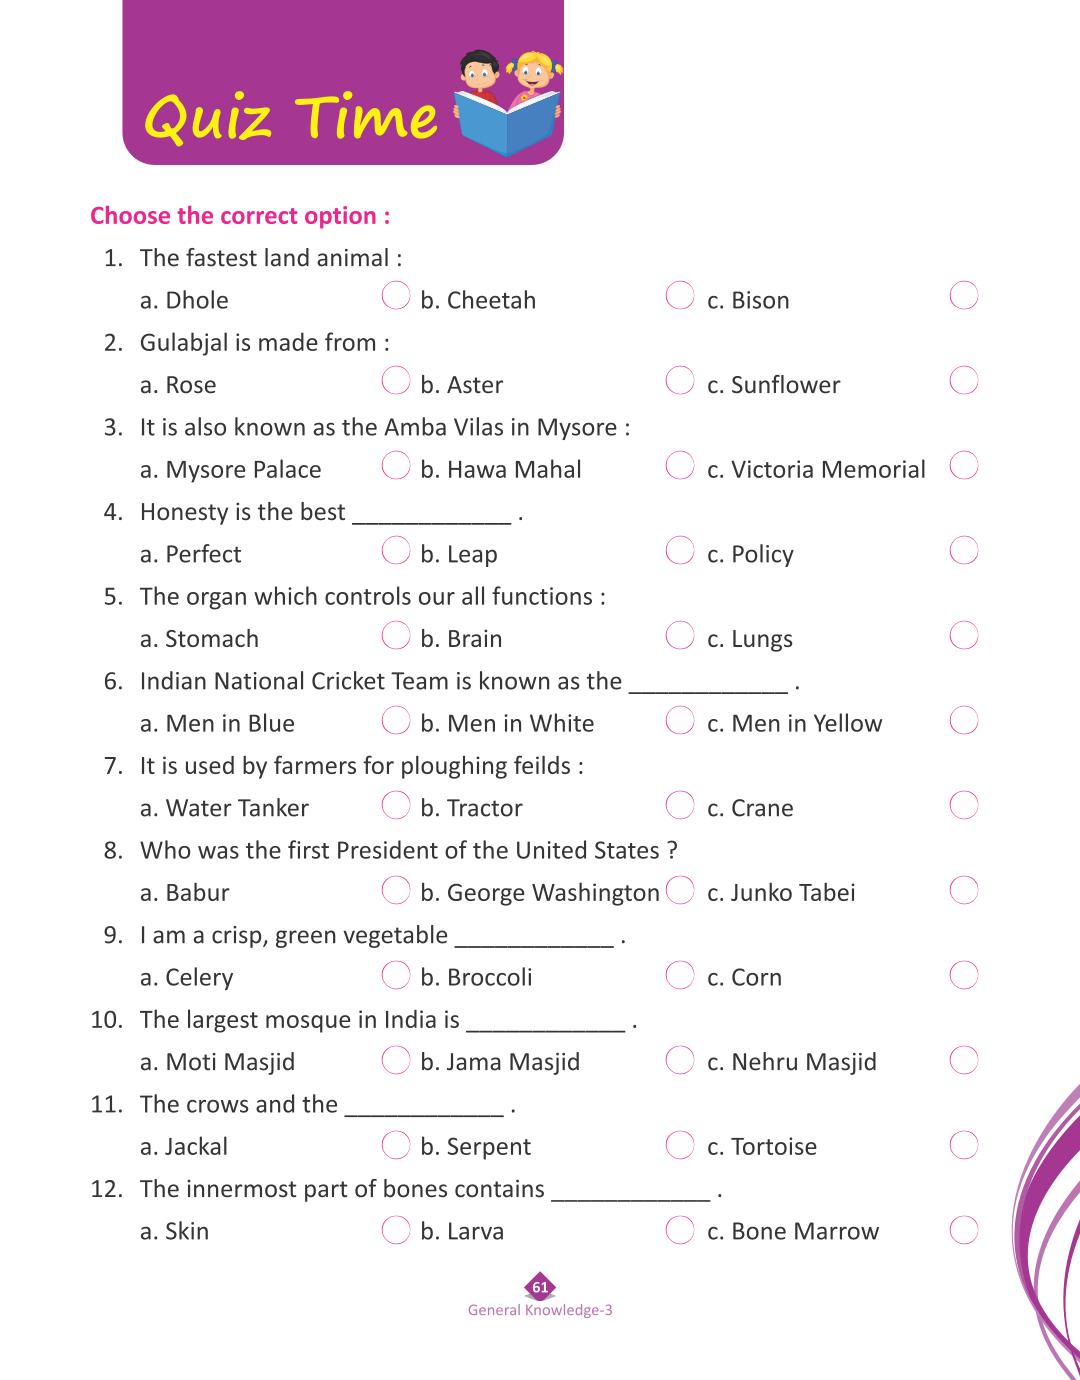 Quiz Time
Choose the correct option :
1. The fastest land animal :
a. Dhole b. Cheetah c. Bison
2. Gulabjal is made from :
a. Rose b. Aster c. Sunflower
3. It is also known as the Amba Vilas in Mysore :
a. Mysore Palace b. Hawa Mahal c. Victoria Memorial
4. Honesty is the best ____________ .
a. Perfect b. Leap c. Policy
5. The organ which controls our all functions :
a. Stomach b. Brain c. Lungs
6. Indian National Cricket Team is known as the ____________ .
a. Men in Blue b. Men in White c. Men in Yellow
7. It is used by farmers for ploughing feilds :
a. Water Tanker b. Tractor c. Crane
8. Who was the first President of the United States ?
a. Babur b. George Washington c. Junko Tabei
9. I am a crisp, green vegetable ____________ .
a. Celery b. Broccoli c. Corn
10. The largest mosque in India is ____________ .
a. Moti Masjid b. Jama Masjid c. Nehru Masjid
11. The crows and the ____________ .
a. Jackal b. Serpent c. Tortoise
12. The innermost part of bones contains ____________ .
a. Skin b. Larva c. Bone Marrow
61
General Knowledge-3